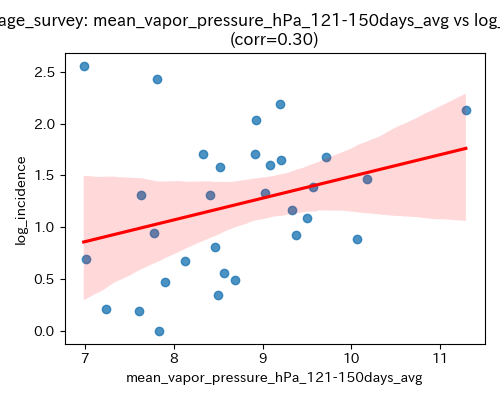 age_survey: mean_vapor_pressure_hPa_121-150days_avg vs log_
(corr=0.30)
2.5
2.0
1.5
1.0
0.5
0.0
log_incidence
7 8 9 10 11
mean_vapor_pressure_hPa_121-150days_avg